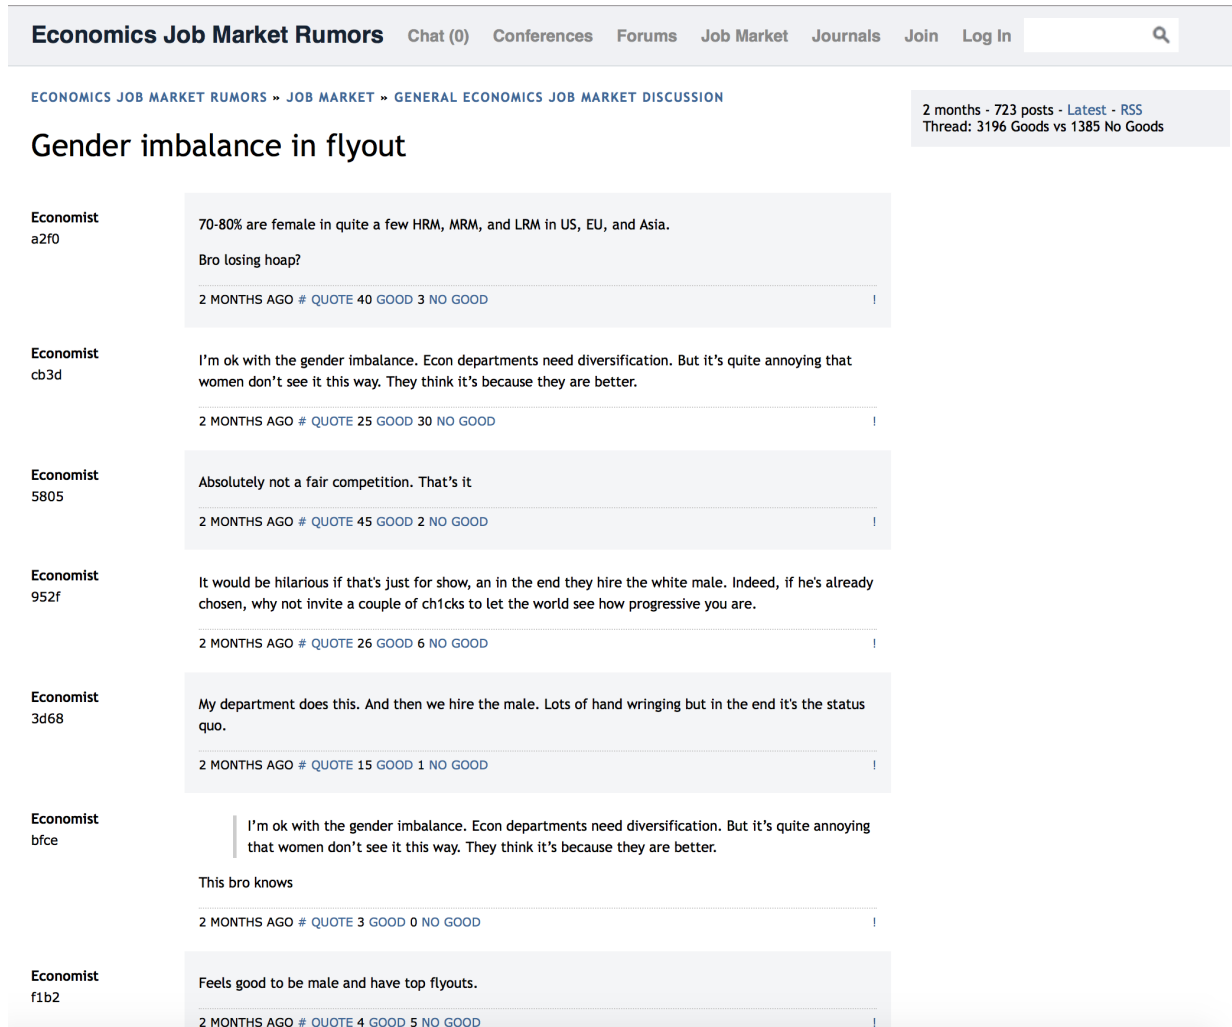 Economics Job Market Rumors Chat (0) Conferences Forums Job Market Journals Join Log In
ECONOMICS JOB MARKET RUMORS » JOB MARKET » GENERAL ECONOMICS JOB MARKET DISCUSSION
2 months - 723 posts - Latest - RSS
Thread: 3196 Goods vs 1385 No Goods
Gender imbalance in flyout
Economist
a2f0
70-80% are female in quite a few HRM, MRM, and LRM in US, EU, and Asia.
Bro losing hoap?
2 MONTHS AGO # QUOTE 40 GOOD 3 NO GOOD !
Economist
cb3d
I’m ok with the gender imbalance. Econ departments need diversification. But it’s quite annoying that
women don’t see it this way. They think it’s because they are better.
2 MONTHS AGO # QUOTE 25 GOOD 30 NO GOOD !
Economist
5805
Absolutely not a fair competition. That’s it
2 MONTHS AGO # QUOTE 45 GOOD 2 NO GOOD !
Economist
952f
It would be hilarious if that's just for show, an in the end they hire the white male. Indeed, if he's already
chosen, why not invite a couple of ch1cks to let the world see how progressive you are.
2 MONTHS AGO # QUOTE 26 GOOD 6 NO GOOD !
Economist
3d68
My department does this. And then we hire the male. Lots of hand wringing but in the end it's the status
quo.
2 MONTHS AGO # QUOTE 15 GOOD 1 NO GOOD !
Economist
bfce
I’m ok with the gender imbalance. Econ departments need diversification. But it’s quite annoying
that women don’t see it this way. They think it’s because they are better.
This bro knows
2 MONTHS AGO # QUOTE 3 GOOD 0 NO GOOD !
Economist
f1b2
Feels good to be male and have top flyouts.
2 MONTHS AGO # QUOTE 4 GOOD 5 NO GOOD !